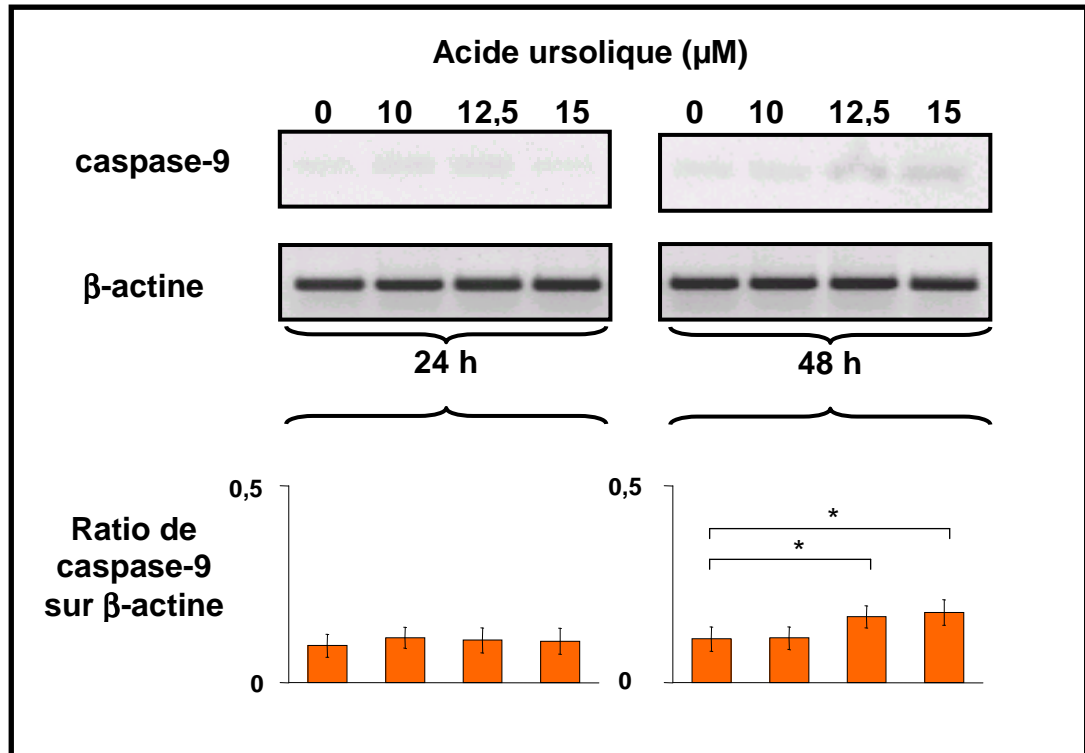 Acide ursolique (µM)
0 10 12,5 15 0 10 12,5 15
caspase-9
β-actine
24 h 48 h
0,5 0,5
*
*
Ratio de
caspase-9
sur β-actine
0 0